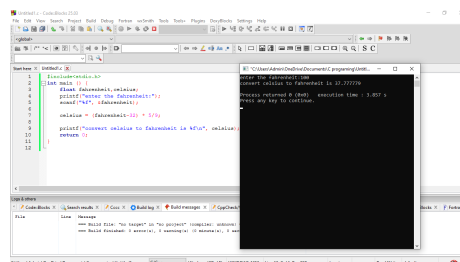 Untitled1.c - Code::Blocks 20.03
File Edit View Search Project Build Debug Fortran wxSmith Tools Tools+ Plugins DoxyBlocks Settings Help
<global>
S C
Start here Untitled1.c
1 #include<stdio.h>
2 int main () {
3 float fahrenheit,celsius;
4 printf("enter the fahrenheit:");
5 scanf("%f", &fahrenheit);
6
7 celsius = (fahrenheit-32) * 5/9;
8
9 printf("convert celsius to fahrenheit is %f\n", celsius);
10 return 0;
11 }
12
enter the fahrenheit:100
convert celsius to fahrenheit is 37.777779
Process returned 0 (0x0) execution time : 3.857 s
Press any key to continue.
Logs & others
Code::Blocks Search results Cccc Build log Build messages CppCheck
File Line Message
=== Build file: "no target" in "no project" (compiler: unknown)
=== Build finished: 0 error(s), 0 warning(s) (0 minute(s), 0